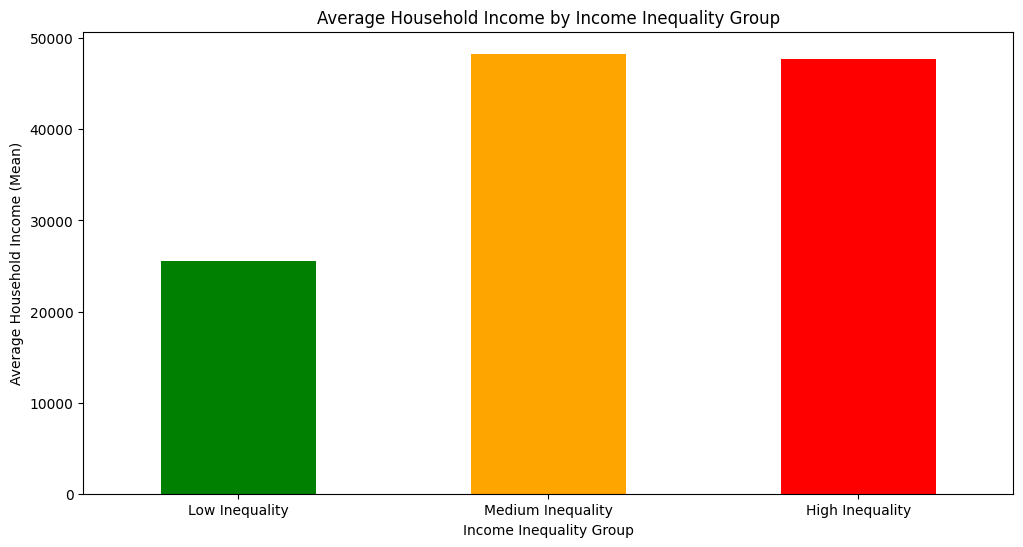 Average Household Income by Income Inequality Group
50000
40000
30000
20000
10000
0
Average Household Income (Mean)
Low Inequality
Medium Inequality
High Inequality
Income Inequality Group